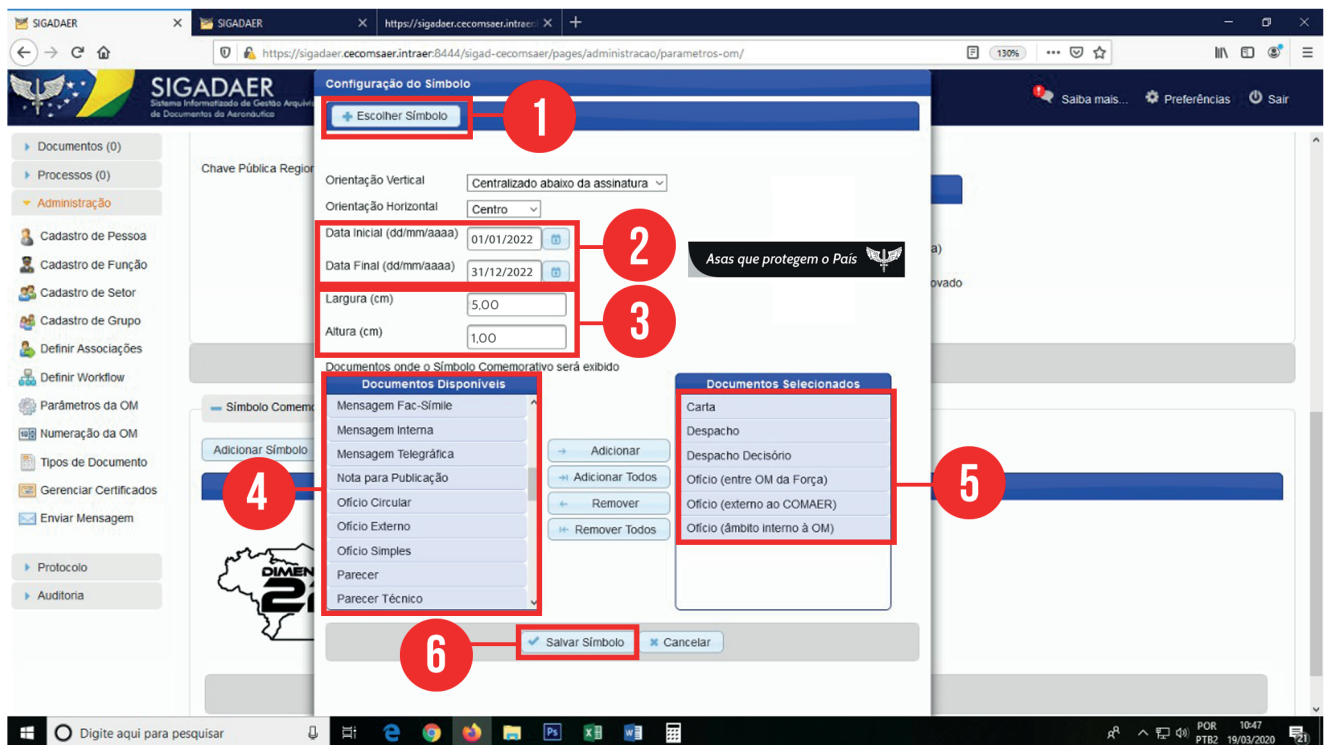 SIGADAER
SIGADAER
https://sigadaer.cecomsaer.intraer
https://sigadaer.cecomsaer.intraer:8444/sigad-cecomsaer/pages/administracao/parametros-om/
130%
SIGADAER
Sistema Informatizado de Gestão Arquivís
de Documentos da Aeronáutica
Saiba mais...
Preferências
Sair
Configuração do Símbolo
Escolher Símbolo
1
Documentos (0)
Processos (0)
Administração
Cadastro de Pessoa
Cadastro de Função
Cadastro de Setor
Cadastro de Grupo
Definir Associações
Definir Workflow
Parâmetros da OM
Numeração da OM
Tipos de Documento
Gerenciar Certificados
Enviar Mensagem
Protocolo
Auditoria
Chave Pública Region
Orientação Vertical
Centralizado abaixo da assinatura
Orientação Horizontal
Centro
Data Inicial (dd/mm/aaaa)
01/01/2022
2
Data Final (dd/mm/aaaa)
31/12/2022
Asas que protegem o País
a)
ovado
Largura (cm)
5,00
3
Altura (cm)
1,00
Documentos onde o Símbolo Comemorativo será exibido
Documentos Disponíveis
Documentos Selecionados
Mensagem Fac-Símile
Mensagem Interna
Mensagem Telegráfica
Nota para Publicação
Ofício Circular
Ofício Externo
Ofício Simples
Parecer
Parecer Técnico
Adicionar
Adicionar Todos
Remover
Remover Todos
Carta
Despacho
Despacho Decisório
Ofício (entre OM da Força)
Ofício (externo ao COMAER)
Ofício (âmbito interno à OM)
4
5
Símbolo Comemo
Adicionar Símbolo
DIMEN
22
6
Salvar Símbolo
Cancelar
Digite aqui para pesquisar
Ps
POR
PTB2
10:47
19/03/2020
21